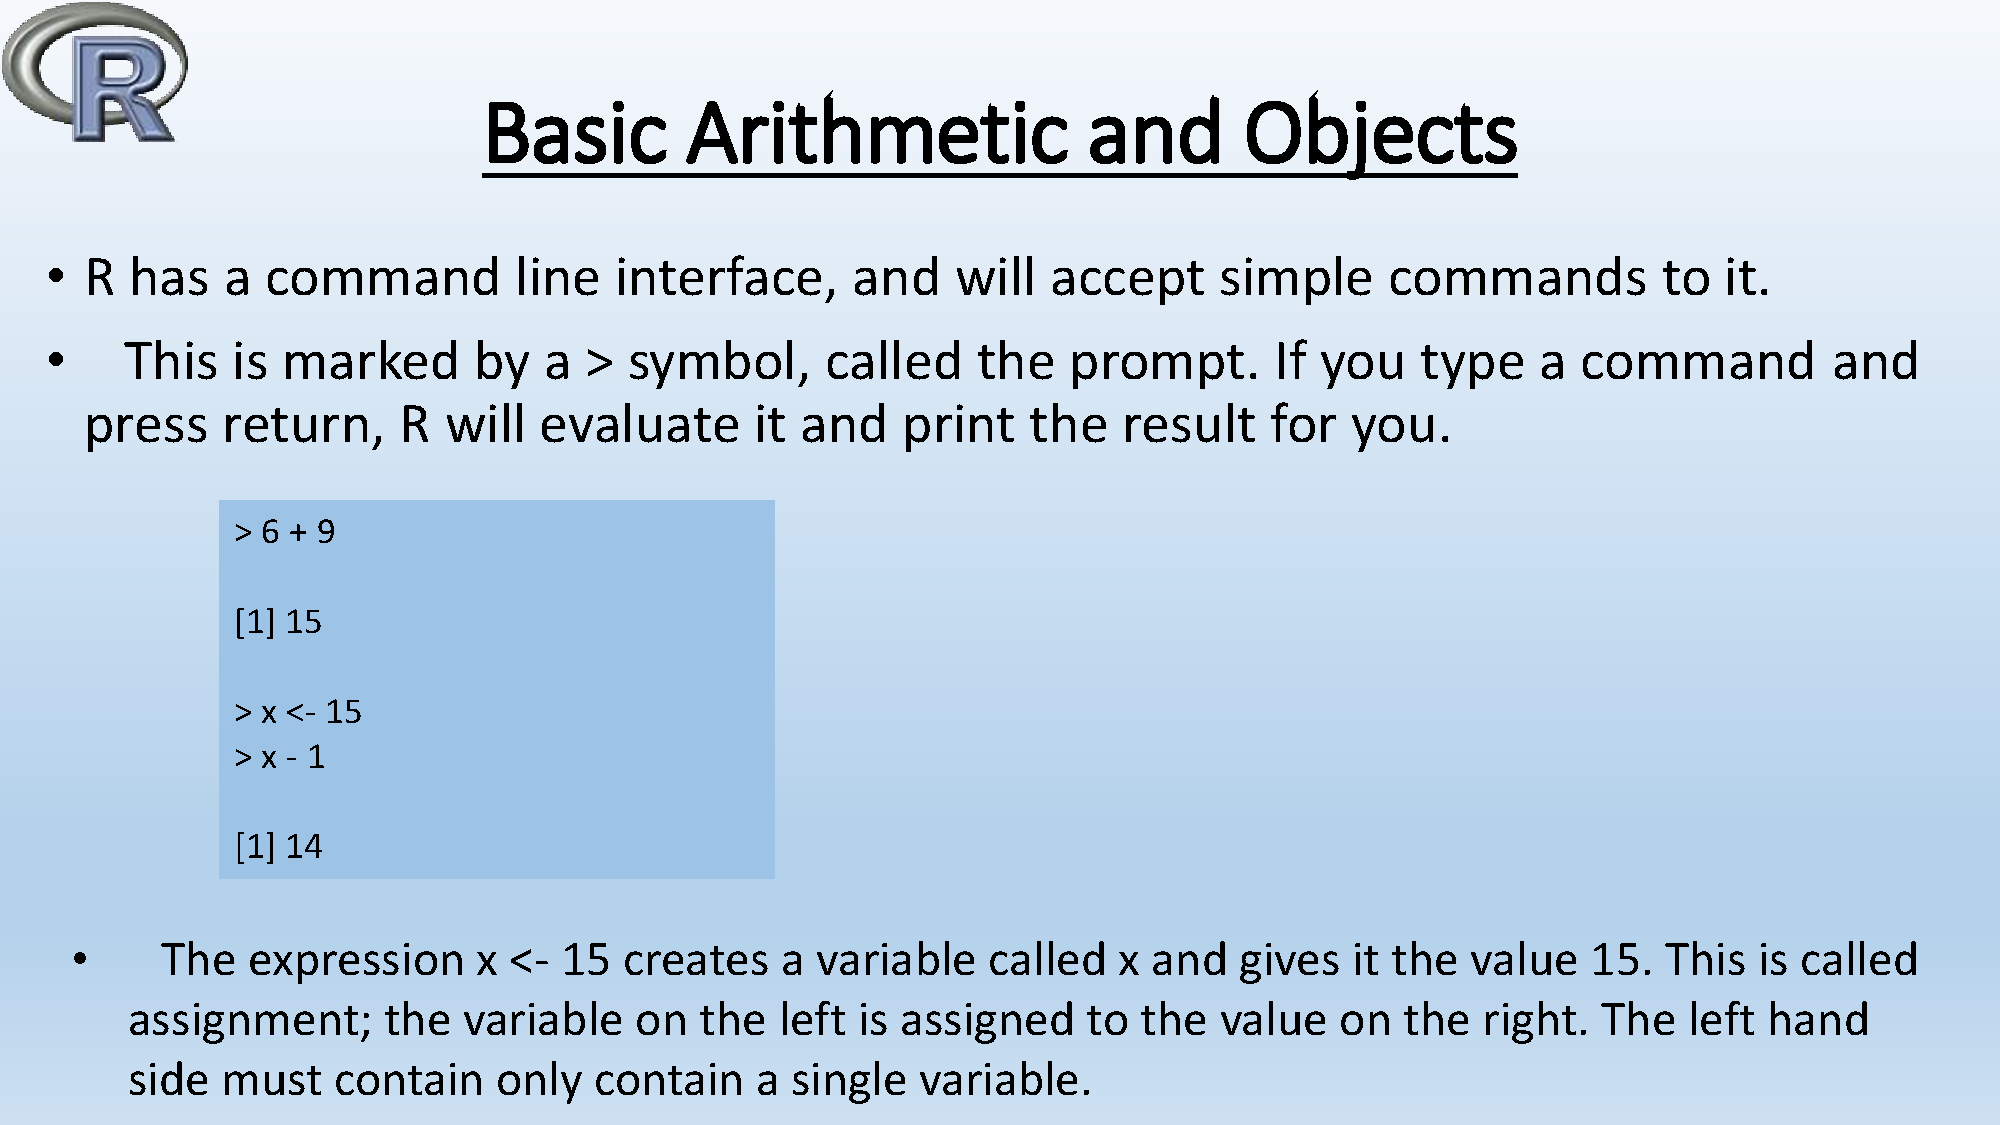 R
Basic Arithmetic and Objects
• R has a command line interface, and will accept simple commands to it.
• This is marked by a > symbol, called the prompt. If you type a command and
press return, R will evaluate it and print the result for you.
> 6 + 9
[1] 15
> x <- 15
> x - 1
[1] 14
• The expression x <- 15 creates a variable called x and gives it the value 15. This is called
assignment; the variable on the left is assigned to the value on the right. The left hand
side must contain only contain a single variable.